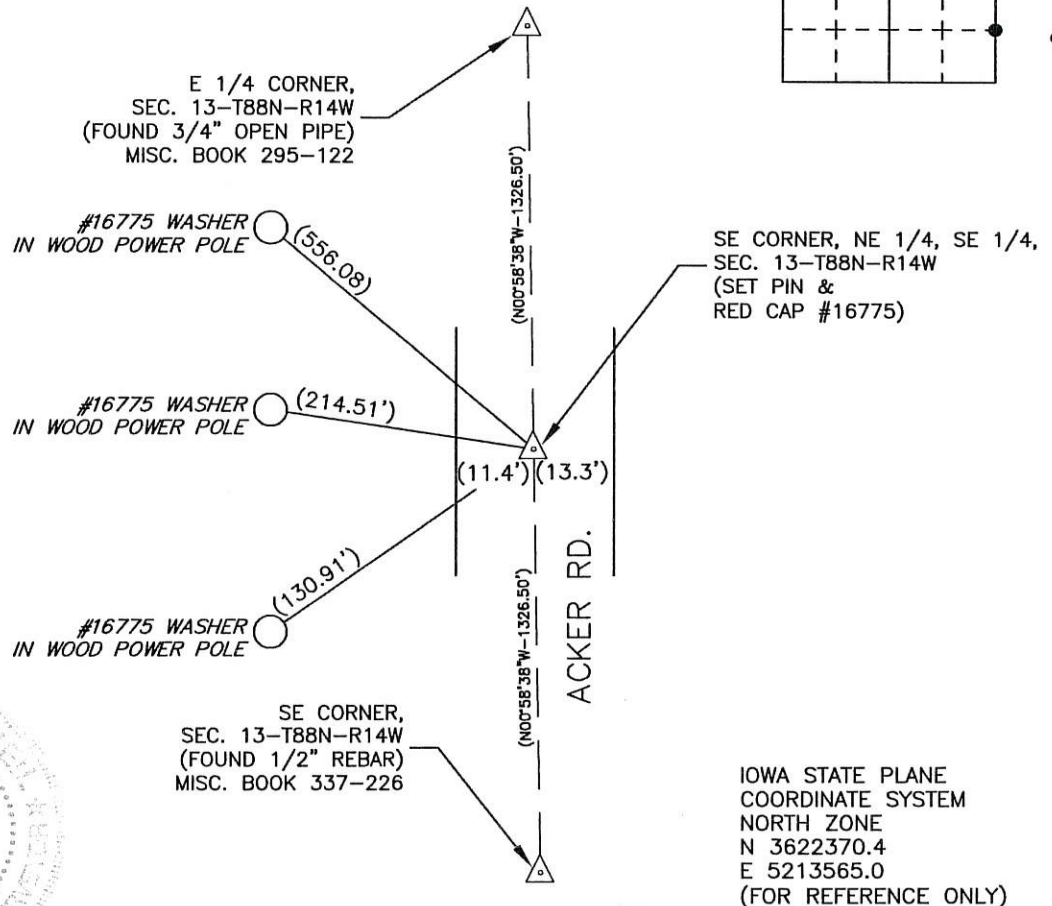 E 1/4 CORNER,
SEC. 13-T88N-R14W
(FOUND 3/4" OPEN PIPE)
MISC. BOOK 295-122
(N00°58'38"W-1326.50')
#16775 WASHER
IN WOOD POWER POLE
(556.08)
SE CORNER, NE 1/4, SE 1/4,
SEC. 13-T88N-R14W
(SET PIN &
RED CAP #16775)
#16775 WASHER
IN WOOD POWER POLE
(214.51')
(11.4')
(13.3')
ACKER RD.
(130.91')
#16775 WASHER
IN WOOD POWER POLE
(N00°58'38"W-1326.50')
SE CORNER,
SEC. 13-T88N-R14W
(FOUND 1/2" REBAR)
MISC. BOOK 337-226
IOWA STATE PLANE
COORDINATE SYSTEM
NORTH ZONE
N 3622370.4
E 5213565.0
(FOR REFERENCE ONLY)